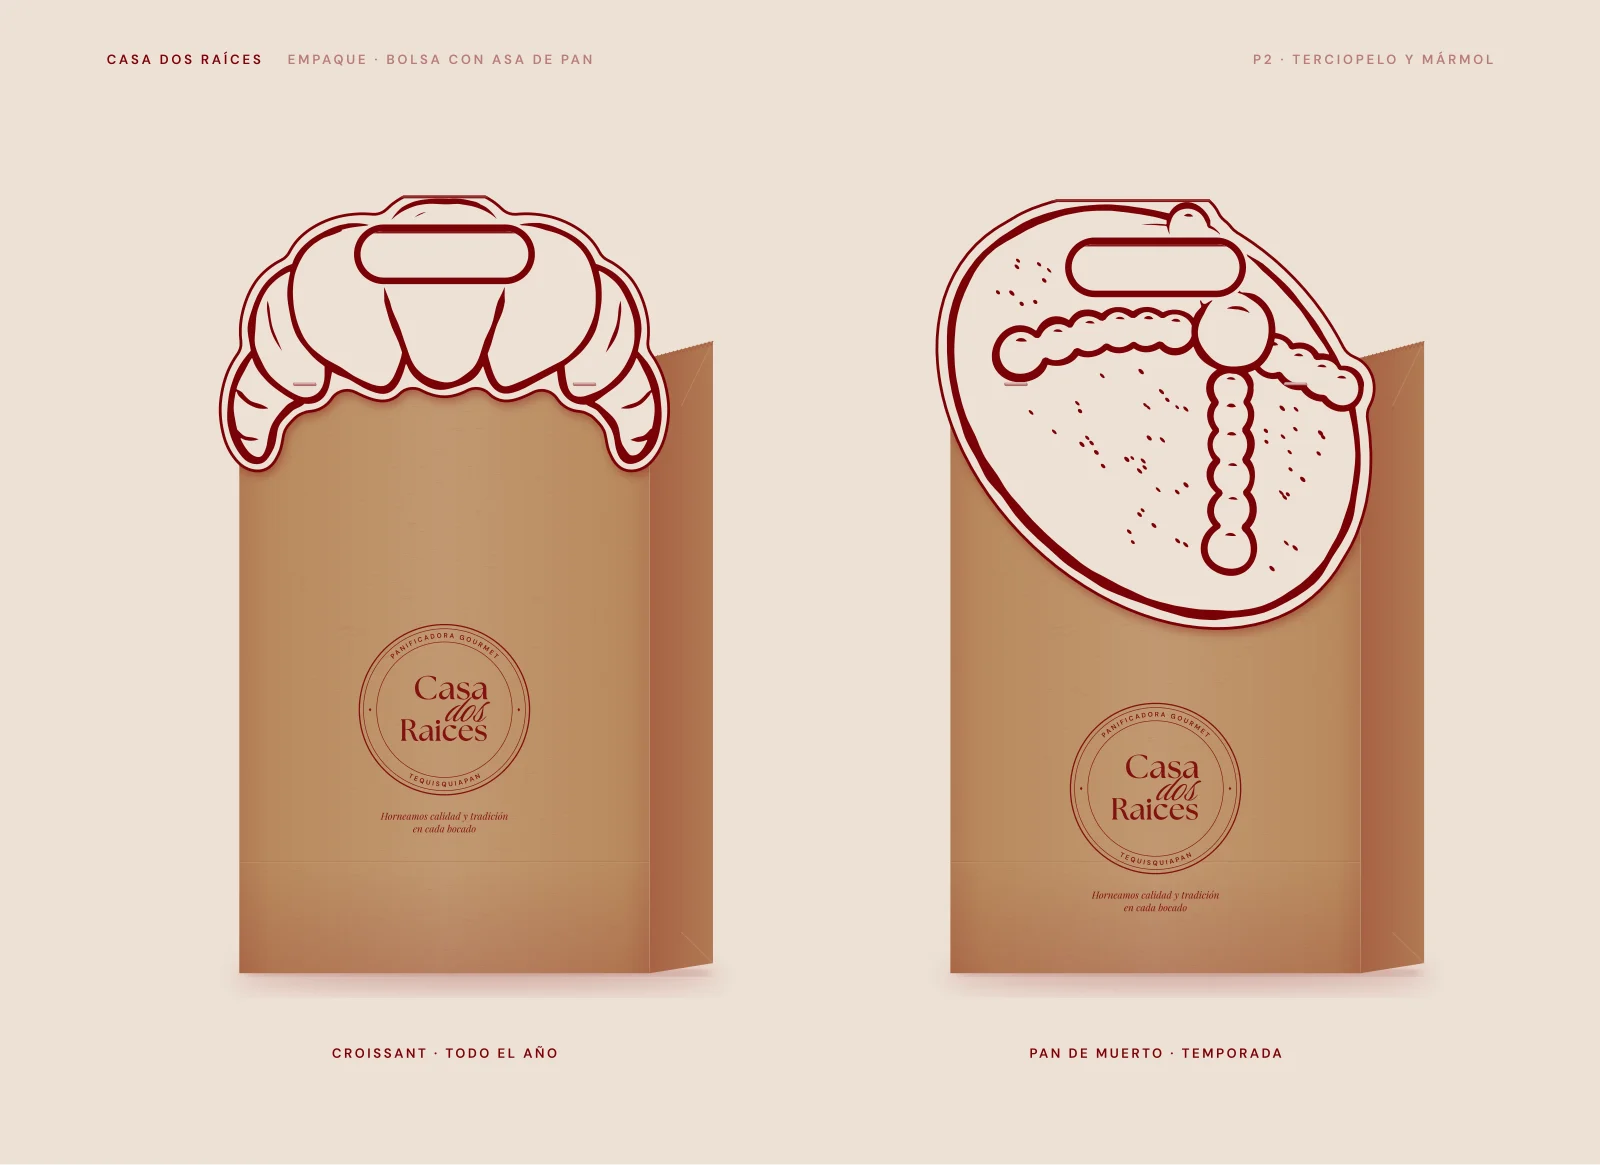 CASA DOS RAÍCES EMPAQUE · BOLSA CON ASA DE PAN
P2 · TERCIOPELO Y MÁRMOL
PANIFICADORA GOURMET
Casa
dos
Raices
TEQUISQUIAPAN
Horneamos calidad y tradición
en cada bocado
PANIFICADORA GOURMET
Casa
dos
Raices
TEQUISQUIAPAN
Horneamos calidad y tradición
en cada bocado
CROISSANT · TODO EL AÑO
PAN DE MUERTO · TEMPORADA